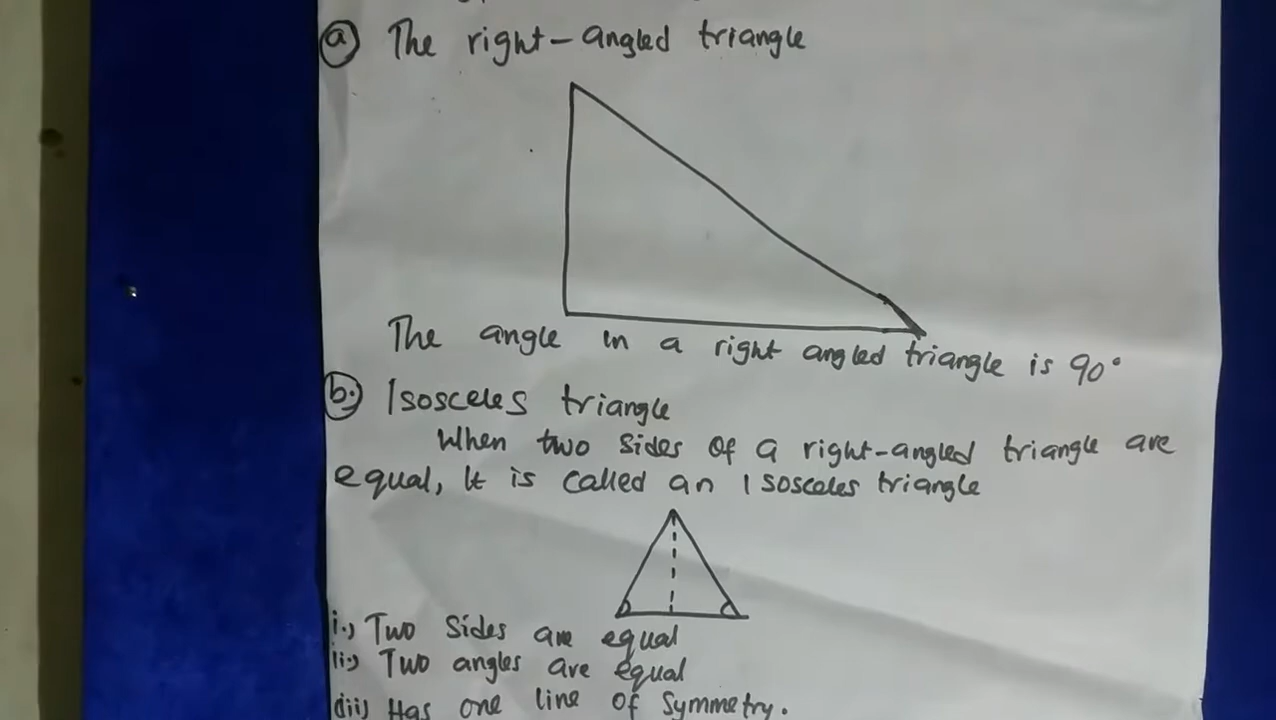 a) The right-angled triangle
The angle in a right angled triangle is 90°
b.) Isosceles triangle
When two sides of a right-angled triangle are
equal, It is called an Isosceles triangle
i.) Two sides are equal
ii) Two angles are equal
iii) Has one line of symmetry.